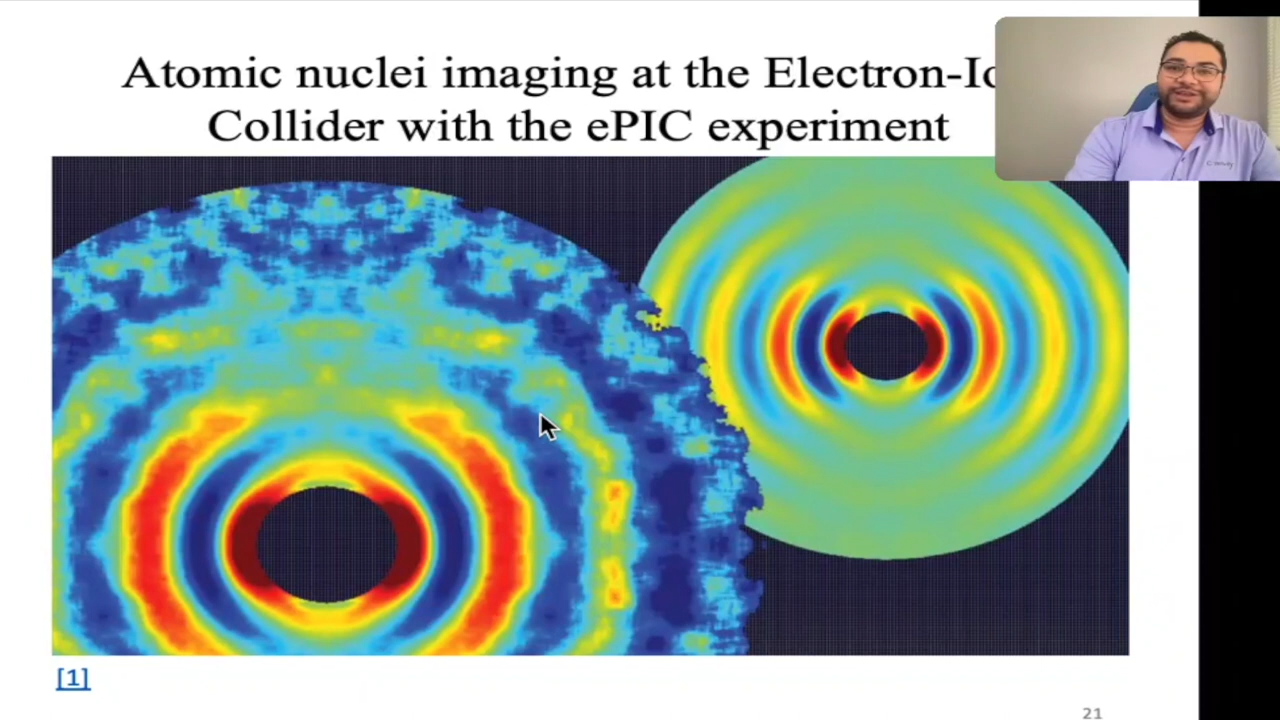 Atomic nuclei imaging at the Electron-Io
Collider with the ePIC experiment
[1]
21